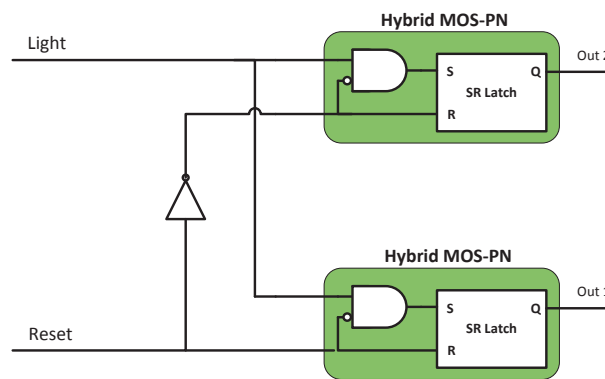 Hybrid MOS-PN
Light
Out 2
S
Q
SR Latch
R
Hybrid MOS-PN
Out 1
S
Q
SR Latch
Reset
R